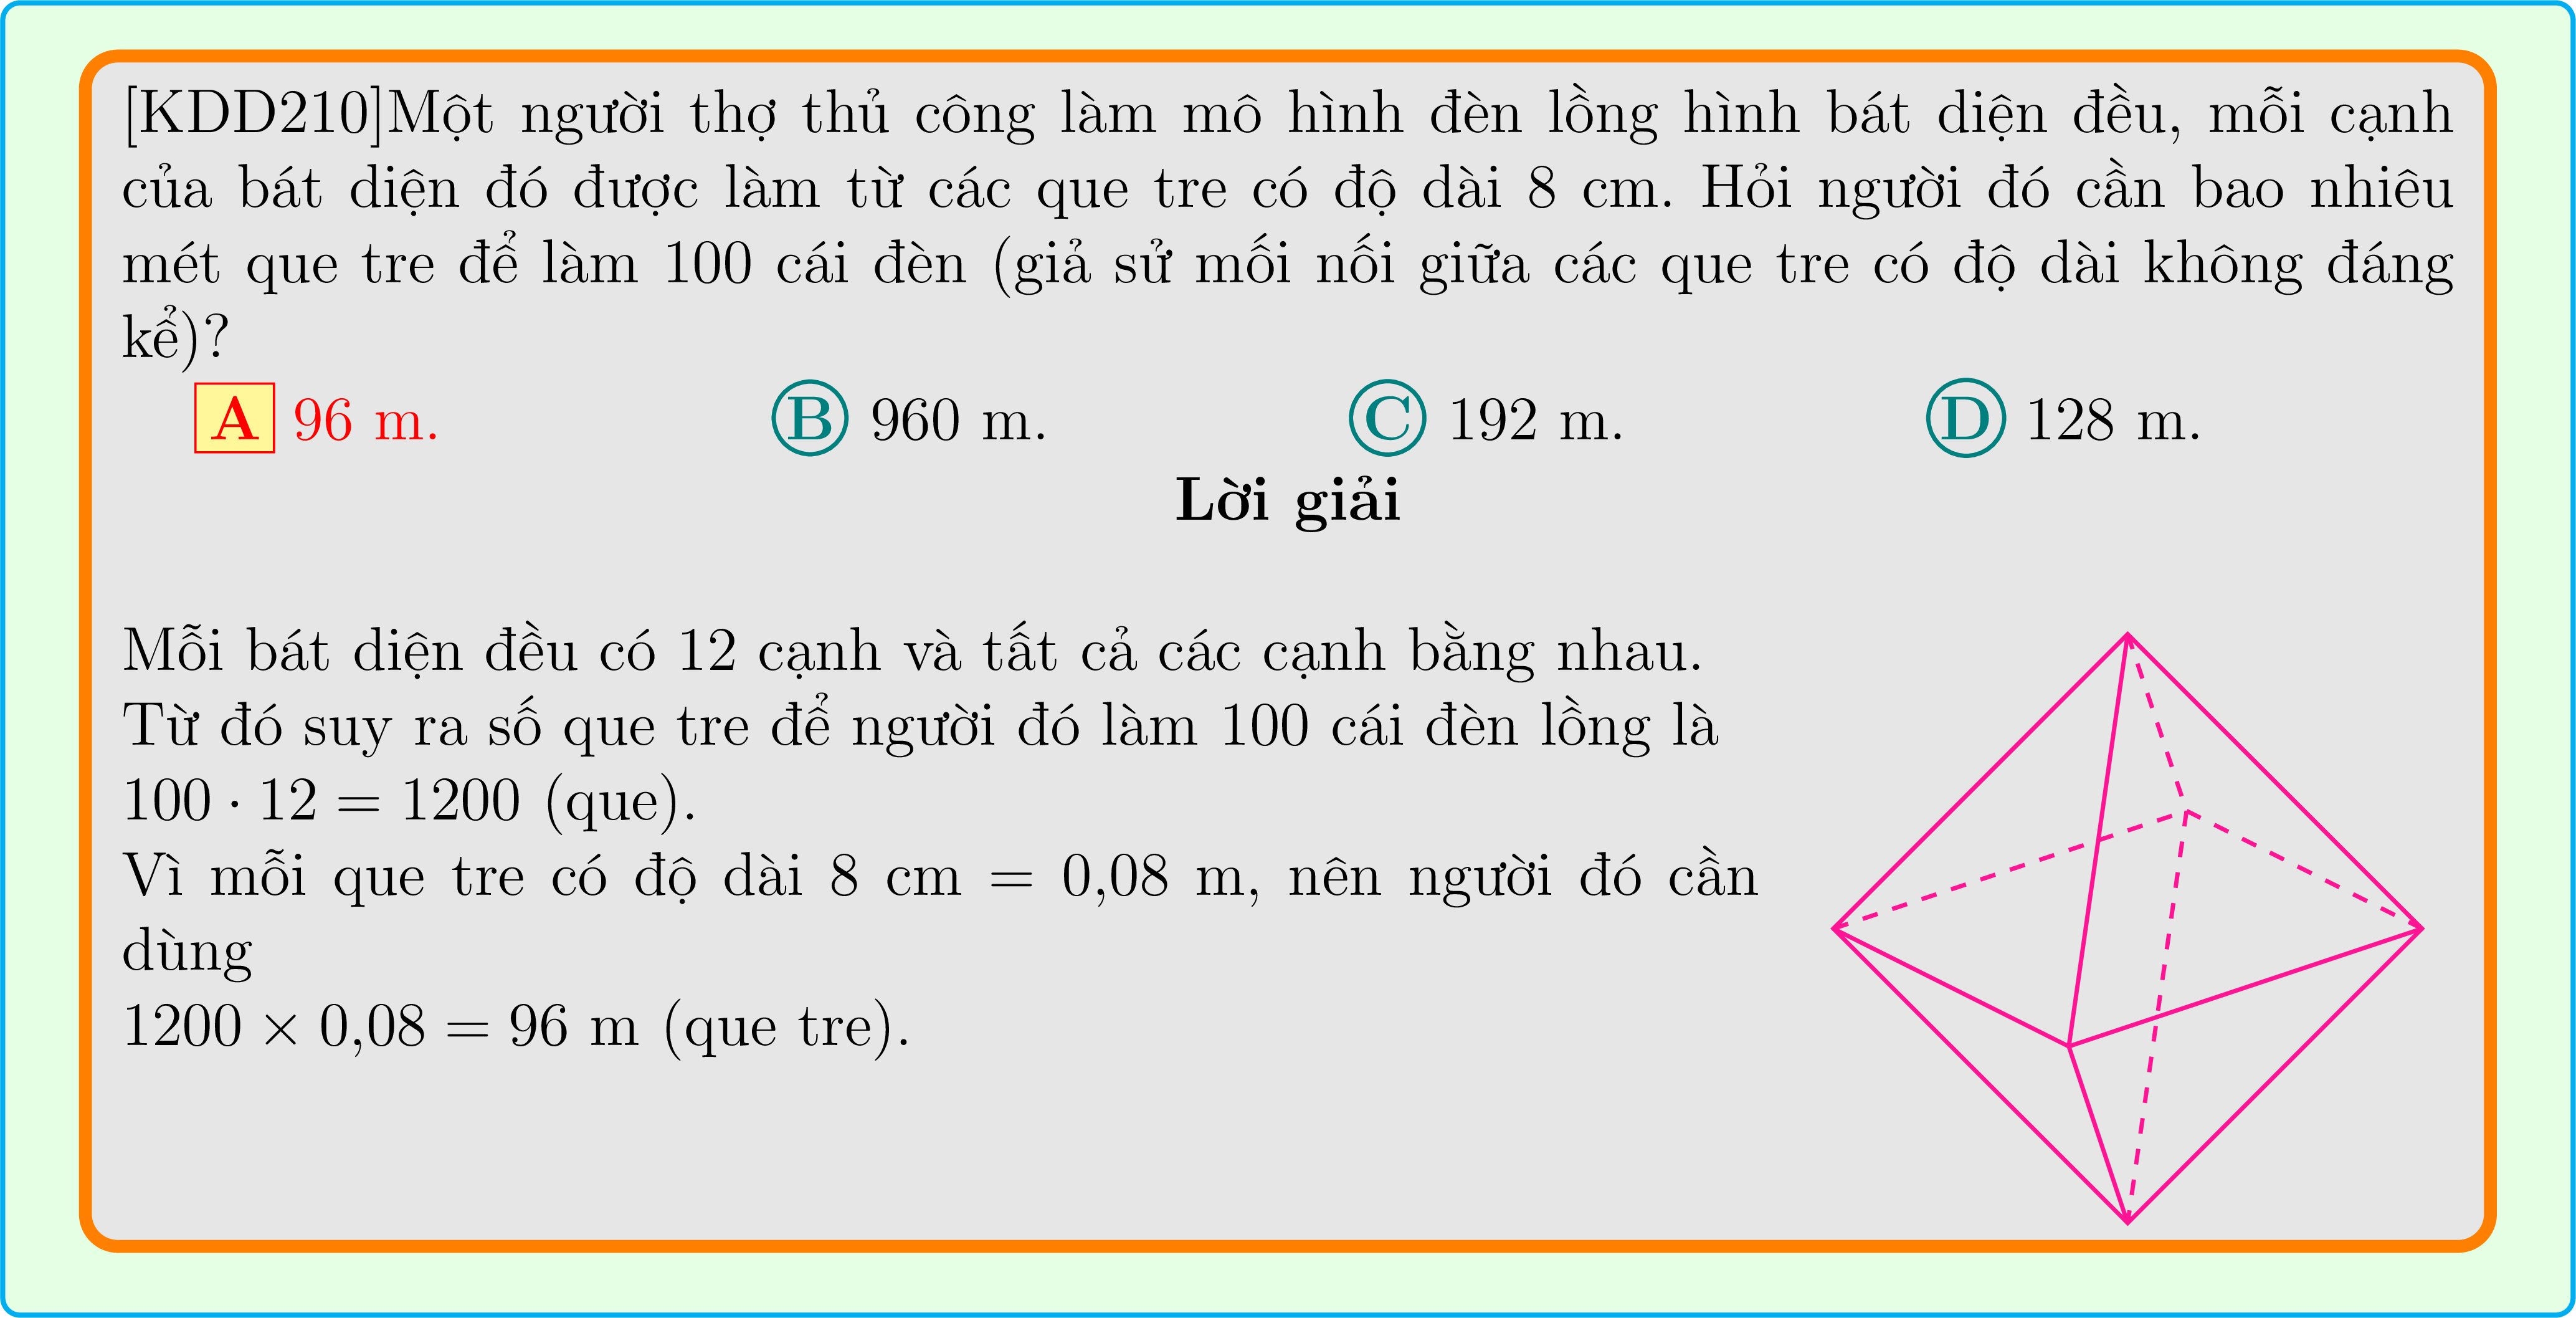 [KDD210]Một người thợ thủ công làm mô hình đèn lồng hình bát diện đều, mỗi cạnh
của bát diện đó được làm từ các que tre có độ dài 8 cm. Hỏi người đó cần bao nhiêu
mét que tre để làm 100 cái đèn (giả sử mối nối giữa các que tre có độ dài không đáng
kể)?
A 96 m. B 960 m. C 192 m. D 128 m.
Lời giải
Mỗi bát diện đều có 12 cạnh và tất cả các cạnh bằng nhau.
Từ đó suy ra số que tre để người đó làm 100 cái đèn lồng là
100 · 12 = 1200 (que).
Vì mỗi que tre có độ dài 8 cm = 0,08 m, nên người đó cần
dùng
1200 × 0,08 = 96 m (que tre).